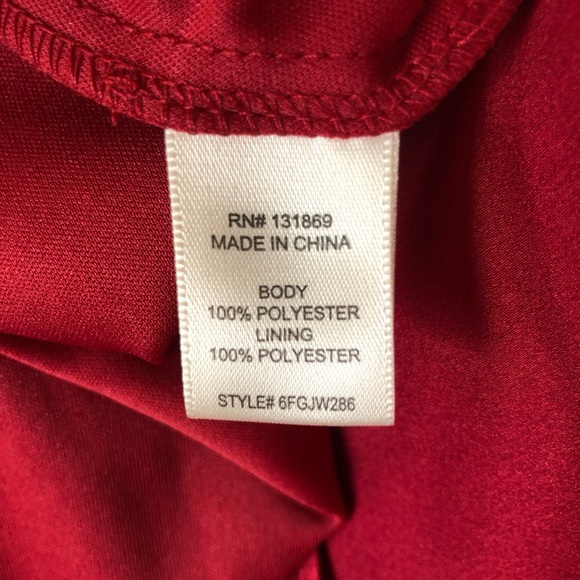 RN# 131869
MADE IN CHINA
BODY
100% POLYESTER
LINING
100% POLYESTER
STYLE# 6FGJW286